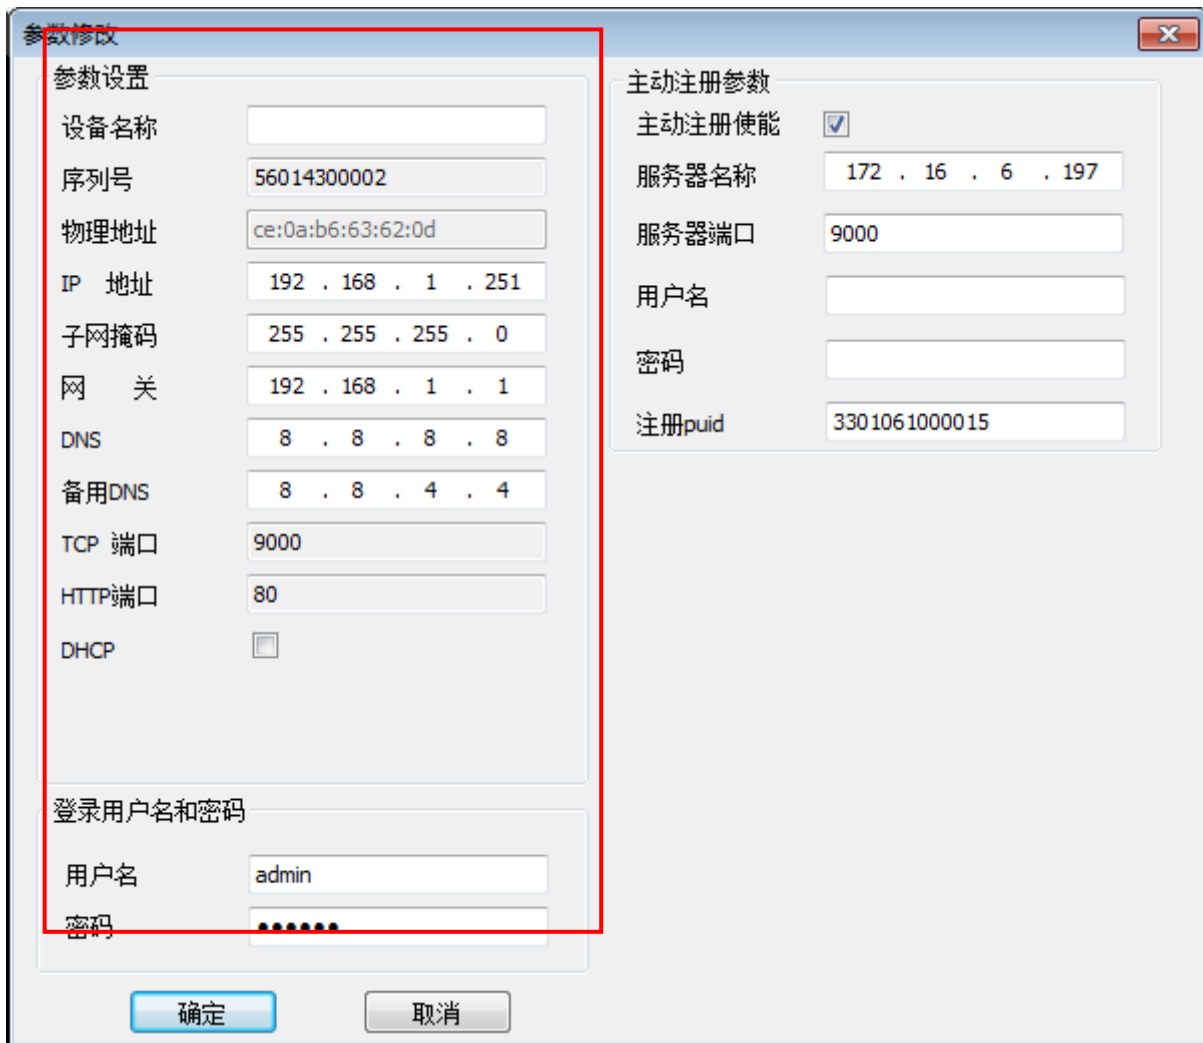 参数修改
参数设置
设备名称
序列号 56014300002
物理地址 ce:0a:b6:63:62:0d
IP 地址 192 . 168 . 1 . 251
子网掩码 255 . 255 . 255 . 0
网 关 192 . 168 . 1 . 1
DNS 8 . 8 . 8 . 8
备用DNS 8 . 8 . 4 . 4
TCP 端口 9000
HTTP端口 80
DHCP
登录用户名和密码
用户名 admin
密码 ●●●●●●
确定 取消
主动注册参数
主动注册使能
服务器名称 172 . 16 . 6 . 197
服务器端口 9000
用户名
密码
注册puid 3301061000015